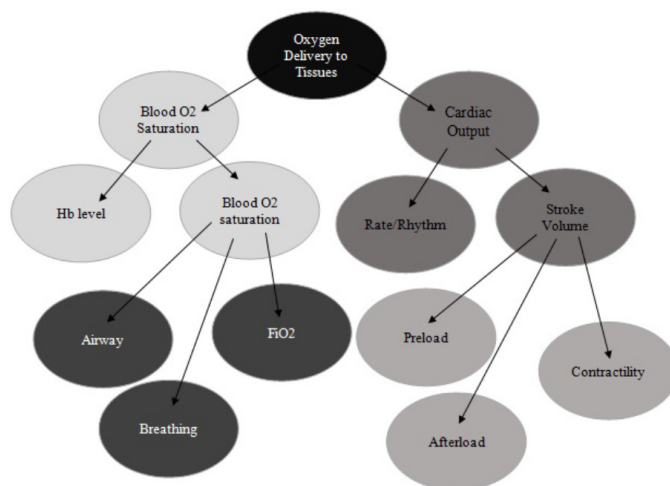 Oxygen
Delivery to
Tissues
Blood O2
Saturation
Cardiac
Output
Hb level
Blood O2
saturation
Rate/Rhythm
Stroke
Volume
Airway
FiO2
Preload
Contractility
Breathing
Afterload